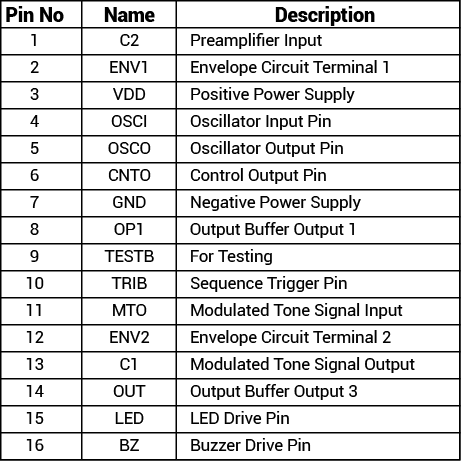 Pin No Name Description
1 C2 Preamplifier Input
2 ENV1 Envelope Circuit Terminal 1
3 VDD Positive Power Supply
4 OSCI Oscillator Input Pin
5 OSCO Oscillator Output Pin
6 CNTO Control Output Pin
7 GND Negative Power Supply
8 OP1 Output Buffer Output 1
9 TESTB For Testing
10 TRIB Sequence Trigger Pin
11 MTO Modulated Tone Signal Input
12 ENV2 Envelope Circuit Terminal 2
13 C1 Modulated Tone Signal Output
14 OUT Output Buffer Output 3
15 LED LED Drive Pin
16 BZ Buzzer Drive Pin